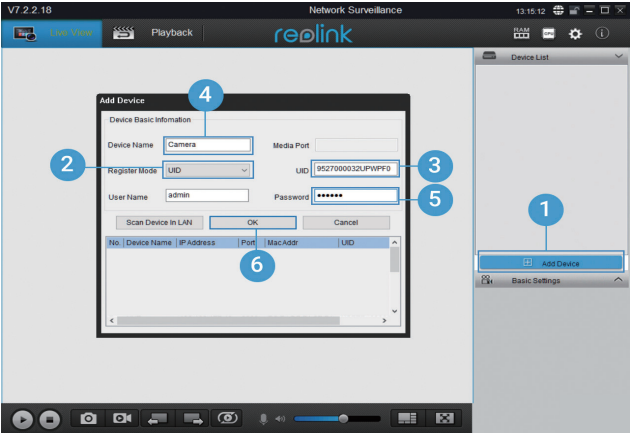 V7.2.2.18 Network Surveillance 13:15:12
Live View Playback reolink RAM CPU
Device List
Add Device
4
Device Basic Infomation
Device Name Camera Media Port
2 Register Mode UID UID 9527000032UPWPF0 3
User Name admin Password •••••• 5
1
Scan Device In LAN OK Cancel
No. Device Name IP Address Port Mac Addr UID
6
Add Device
Basic Settings